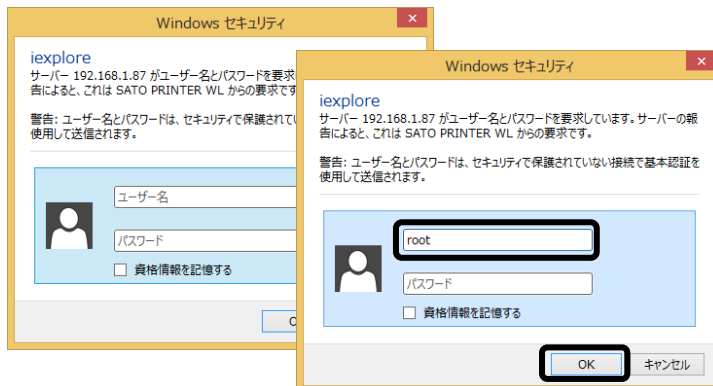 Windows セキュリティ
iexplore
サーバー 192.168.1.87 がユーザー名とパスワードを要求
告によると、これは SATO PRINTER WL からの要求です
警告: ユーザー名とパスワードは、セキュリティで保護されてい
使用して送信されます。
ユーザー名
パスワード
資格情報を記憶する
Windows セキュリティ
iexplore
サーバー 192.168.1.87 がユーザー名とパスワードを要求しています。サーバーの報
告によると、これは SATO PRINTER WL からの要求です。
警告: ユーザー名とパスワードは、セキュリティで保護されていない接続で基本認証を
使用して送信されます。
root
パスワード
資格情報を記憶する
OK
キャンセル